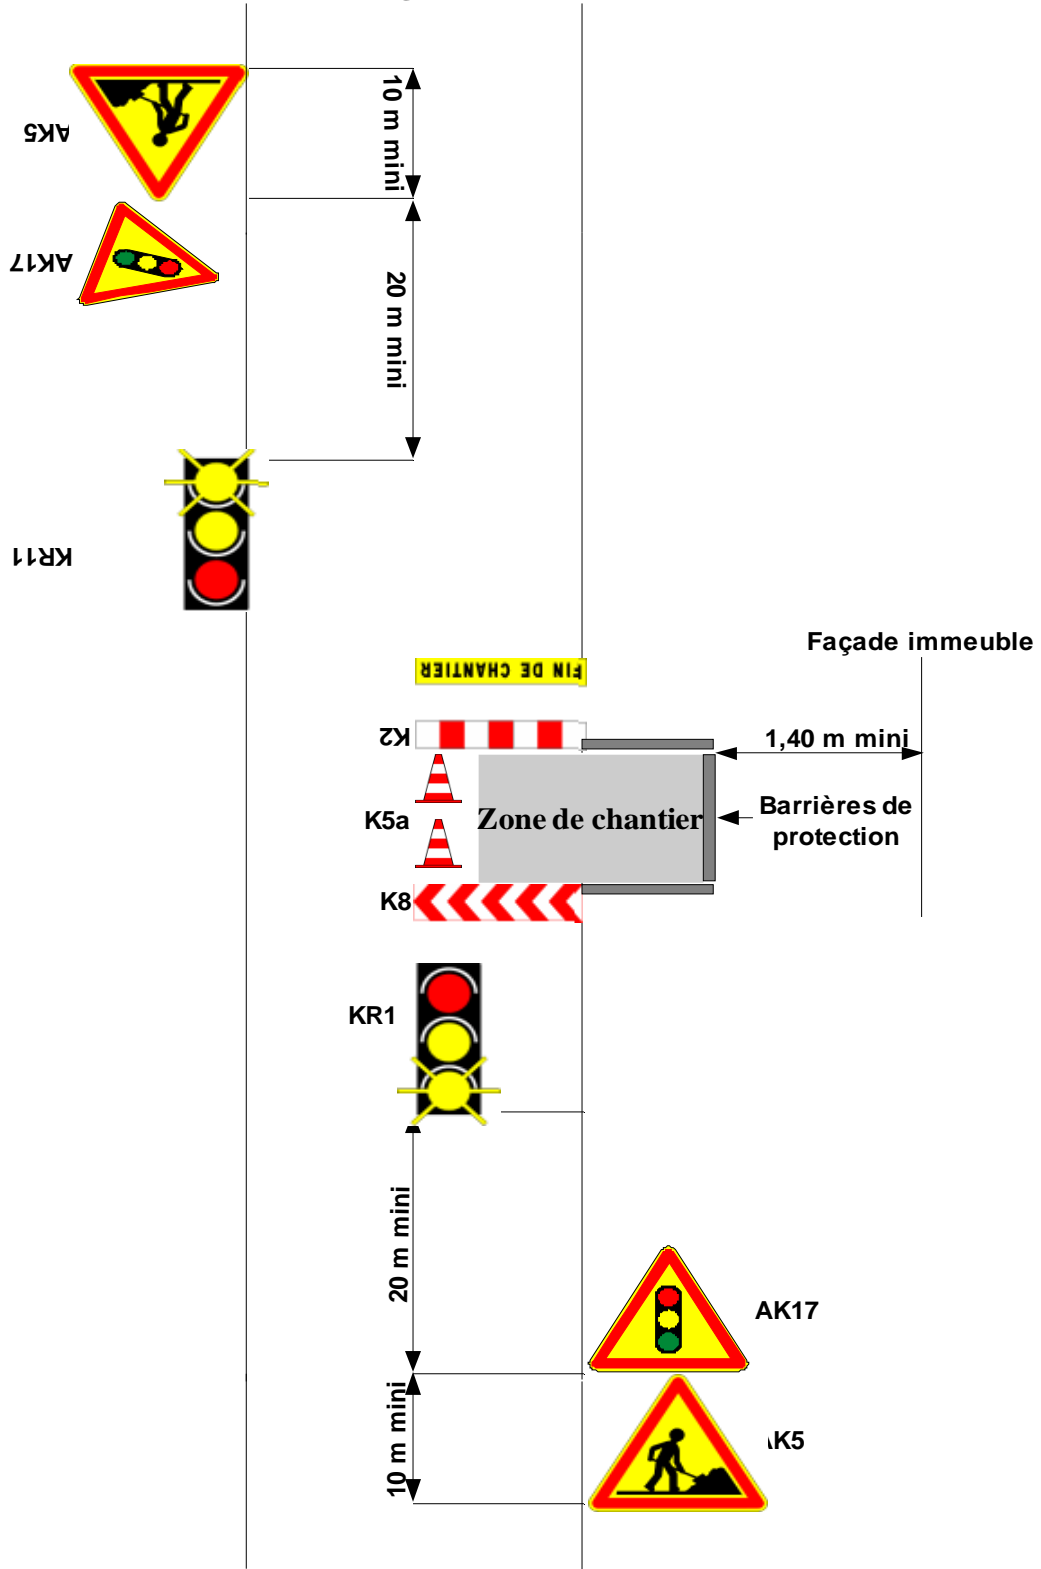 10 m mini
AK5
AK17
20 m mini
KR11
Façade immeuble
FIN DE CHANTIER
K2
1,40 m mini
K5a
Zone de chantier
Barrières de
protection
K8
KR1
20 m mini
AK17
10 m mini
AK5